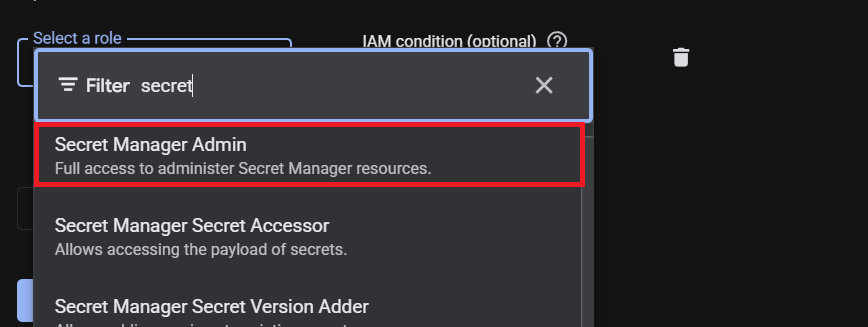 Select a role
IAM condition (optional)
Filter secret
Secret Manager Admin
Full access to administer Secret Manager resources.
Secret Manager Secret Accessor
Allows accessing the payload of secrets.
Secret Manager Secret Version Adder